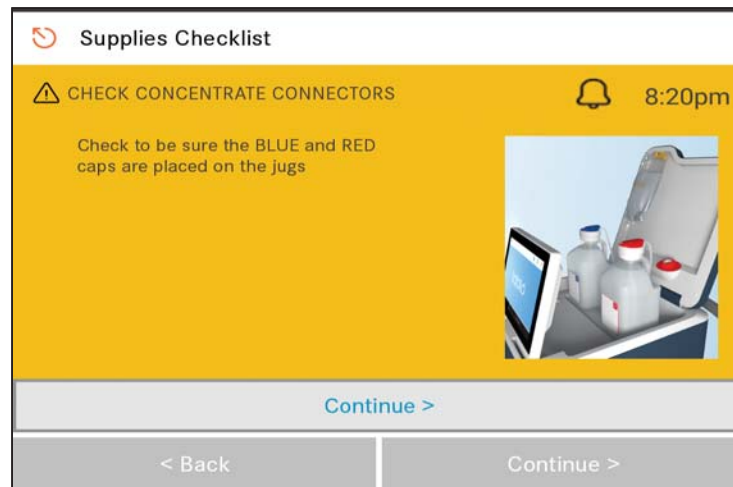 Supplies Checklist
CHECK CONCENTRATE CONNECTORS
8:20pm
Check to be sure the BLUE and RED
caps are placed on the jugs
Continue >
< Back
Continue >